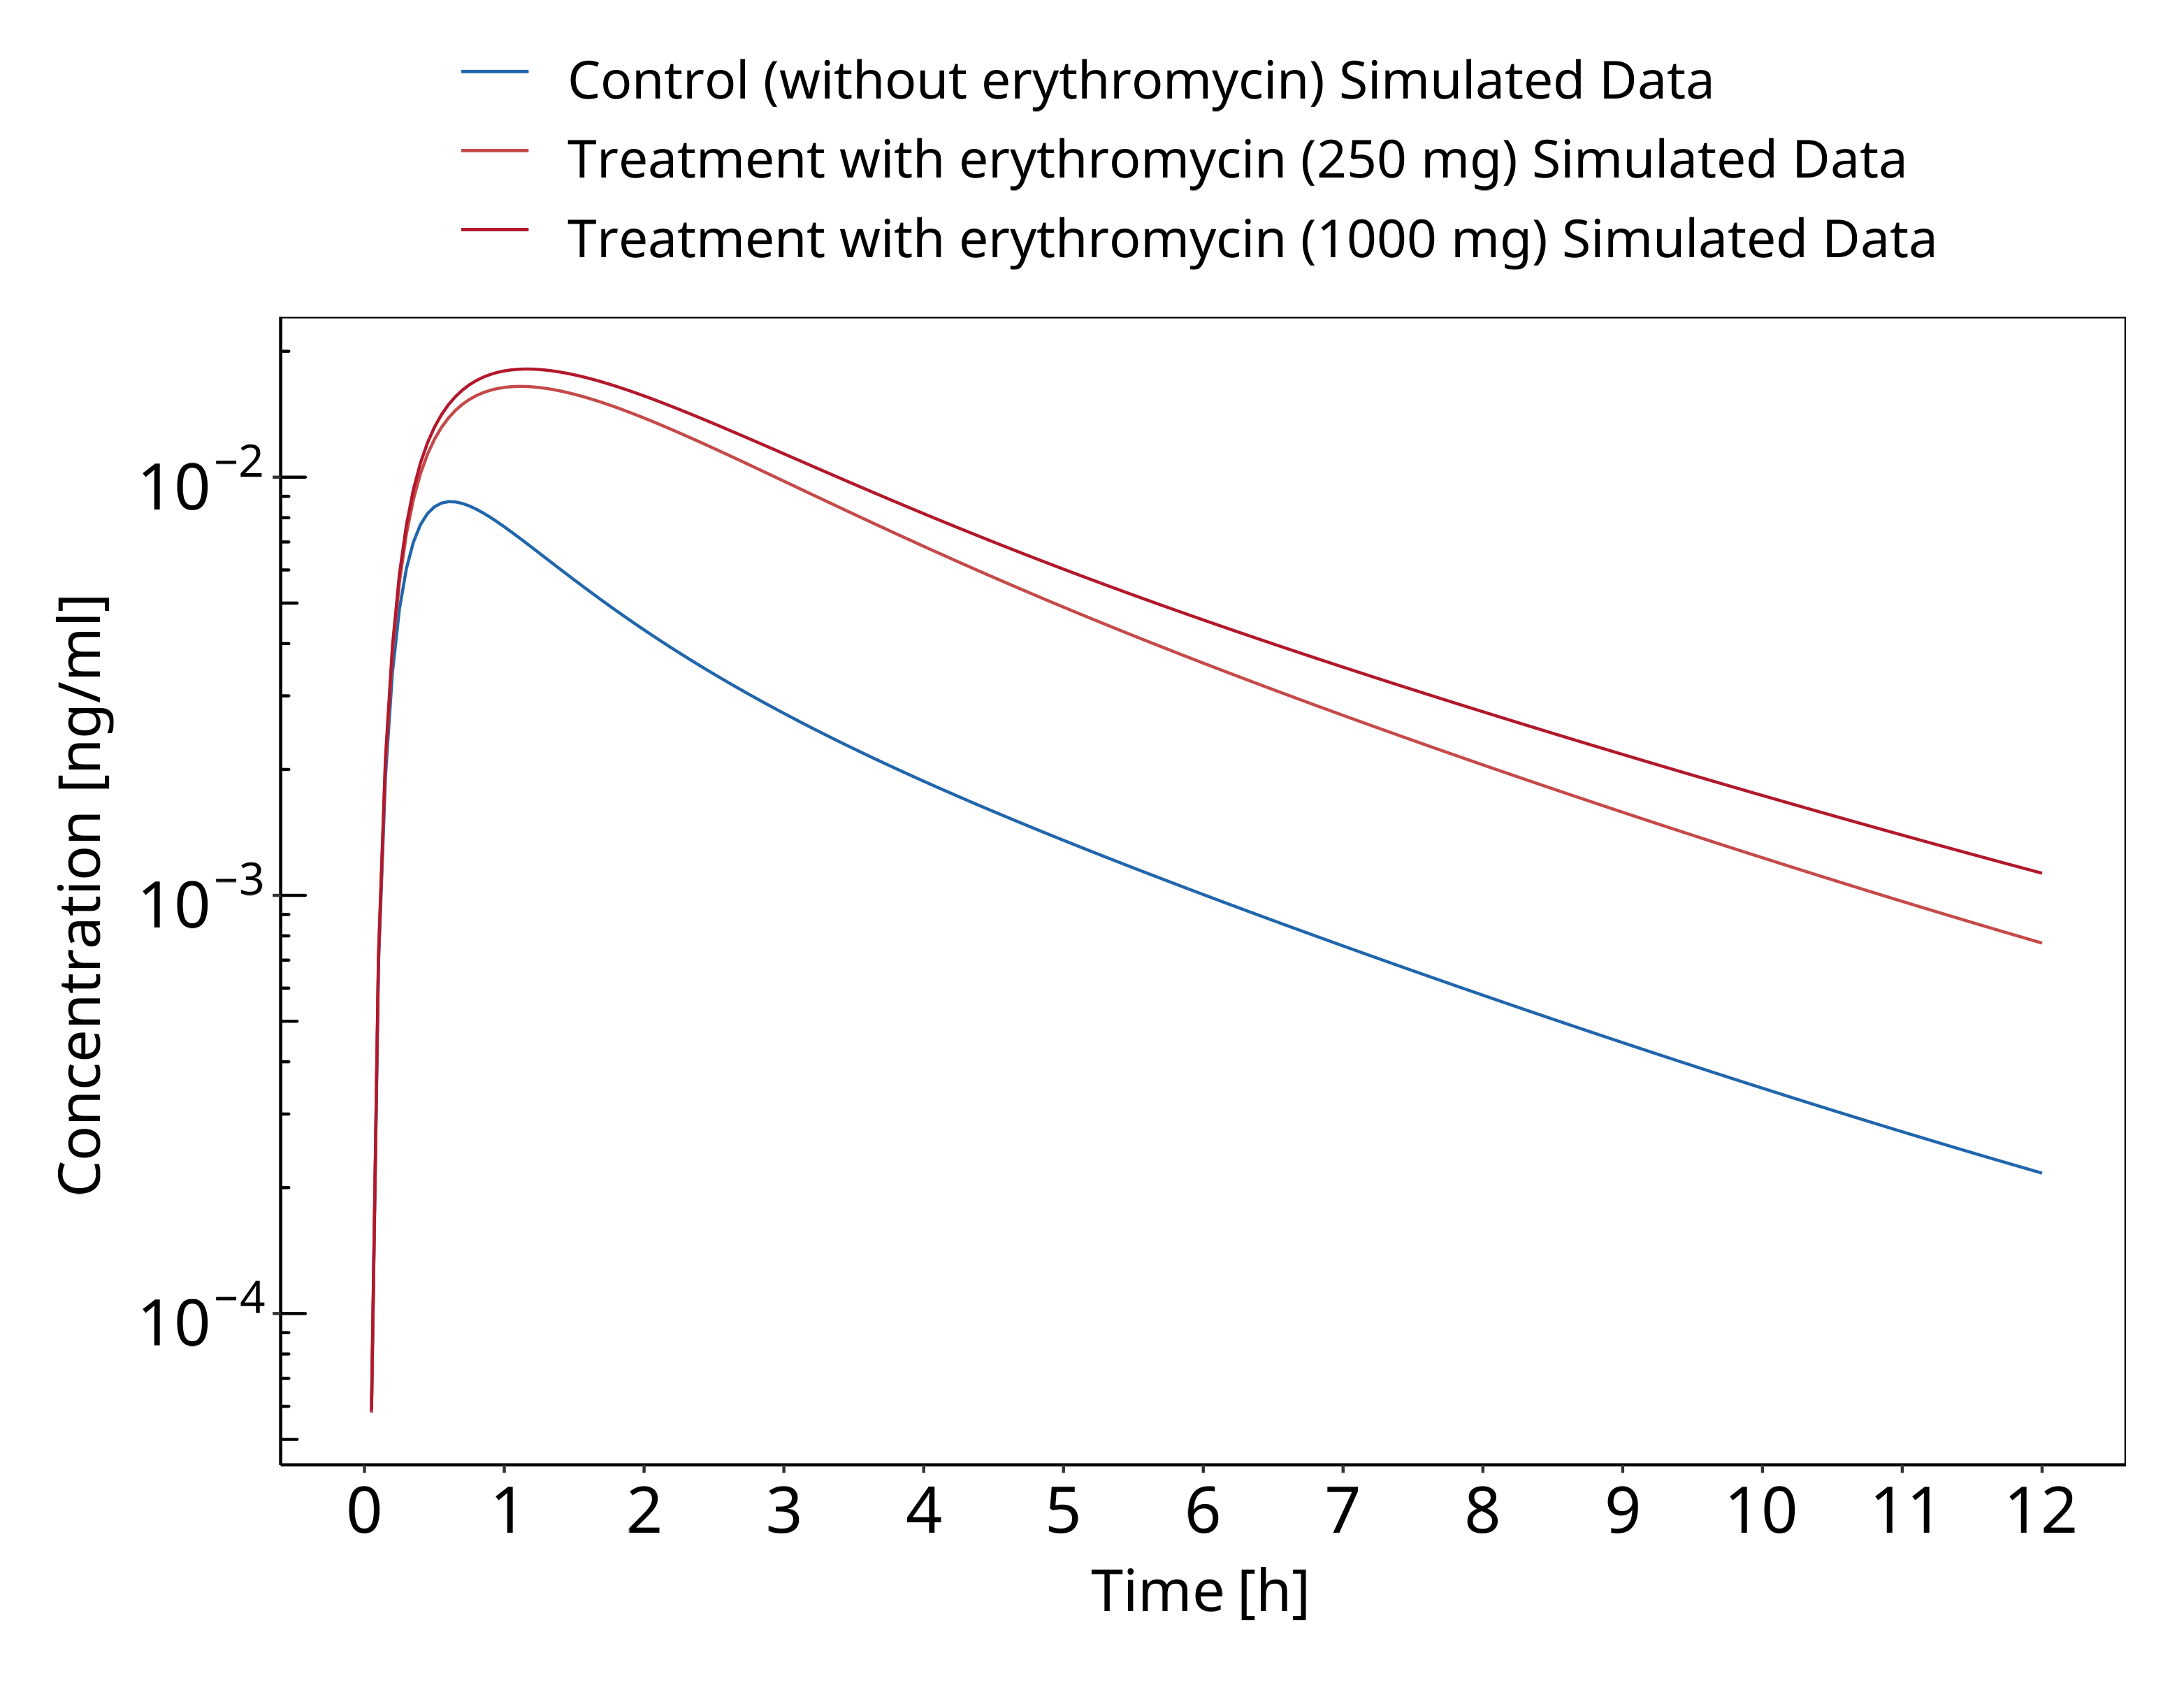 Control (without erythromycin) Simulated Data
Treatment with erythromycin (250 mg) Simulated Data
Treatment with erythromycin (1000 mg) Simulated Data
Concentration [ng/ml]
10⁻²
10⁻³
10⁻⁴
0 1 2 3 4 5 6 7 8 9 10 11 12
Time [h]